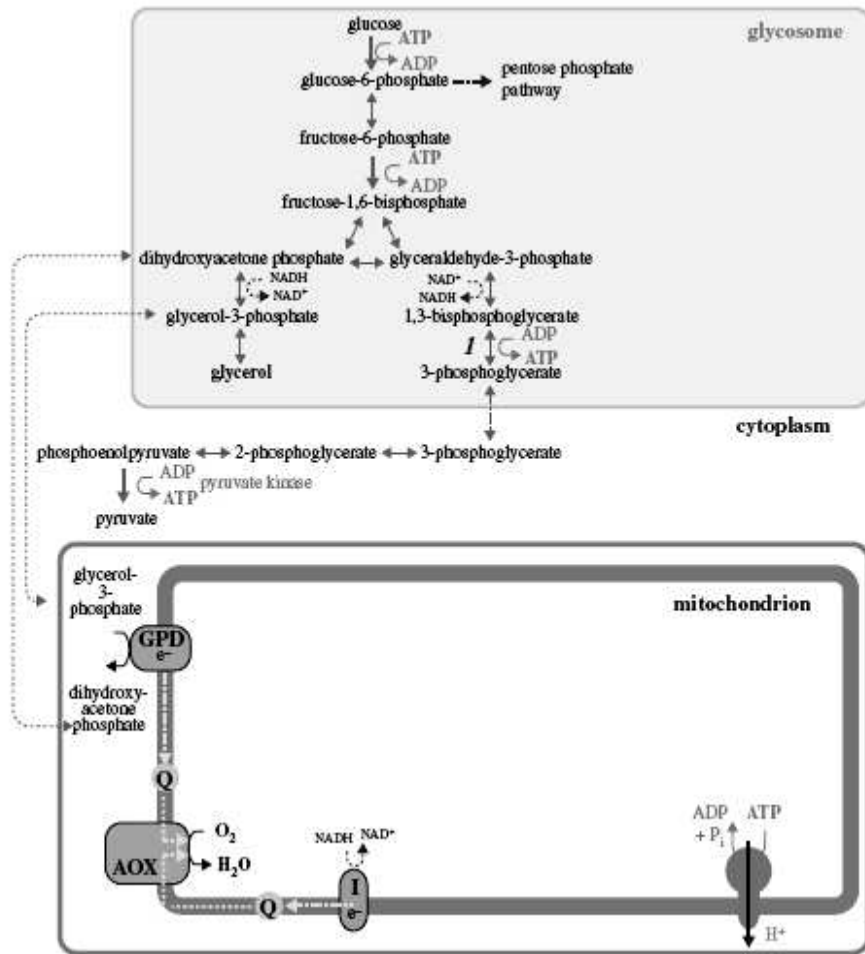 glycosome
glucose
ATP
ADP
glucose-6-phosphate
pentose phosphate
pathway
fructose-6-phosphate
ATP
ADP
fructose-1,6-bisphosphate
dihydroxyacetone phosphate
glyceraldehyde-3-phosphate
NADH
NAD⁺
NAD⁺
NADH
glycerol-3-phosphate
1,3-bisphosphoglycerate
1
ADP
ATP
glycerol
3-phosphoglycerate
cytoplasm
phosphoenolpyruvate
2-phosphoglycerate
3-phosphoglycerate
ADP
ATP
pyruvate kinase
pyruvate
glycerol-
3-
phosphate
mitochondrion
GPD
e⁻
dihydroxy-
acetone
phosphate
Q
O₂
H₂O
AOX
NADH
NAD⁺
I
e⁻
Q
ADP
+ Pᵢ
ATP
H⁺